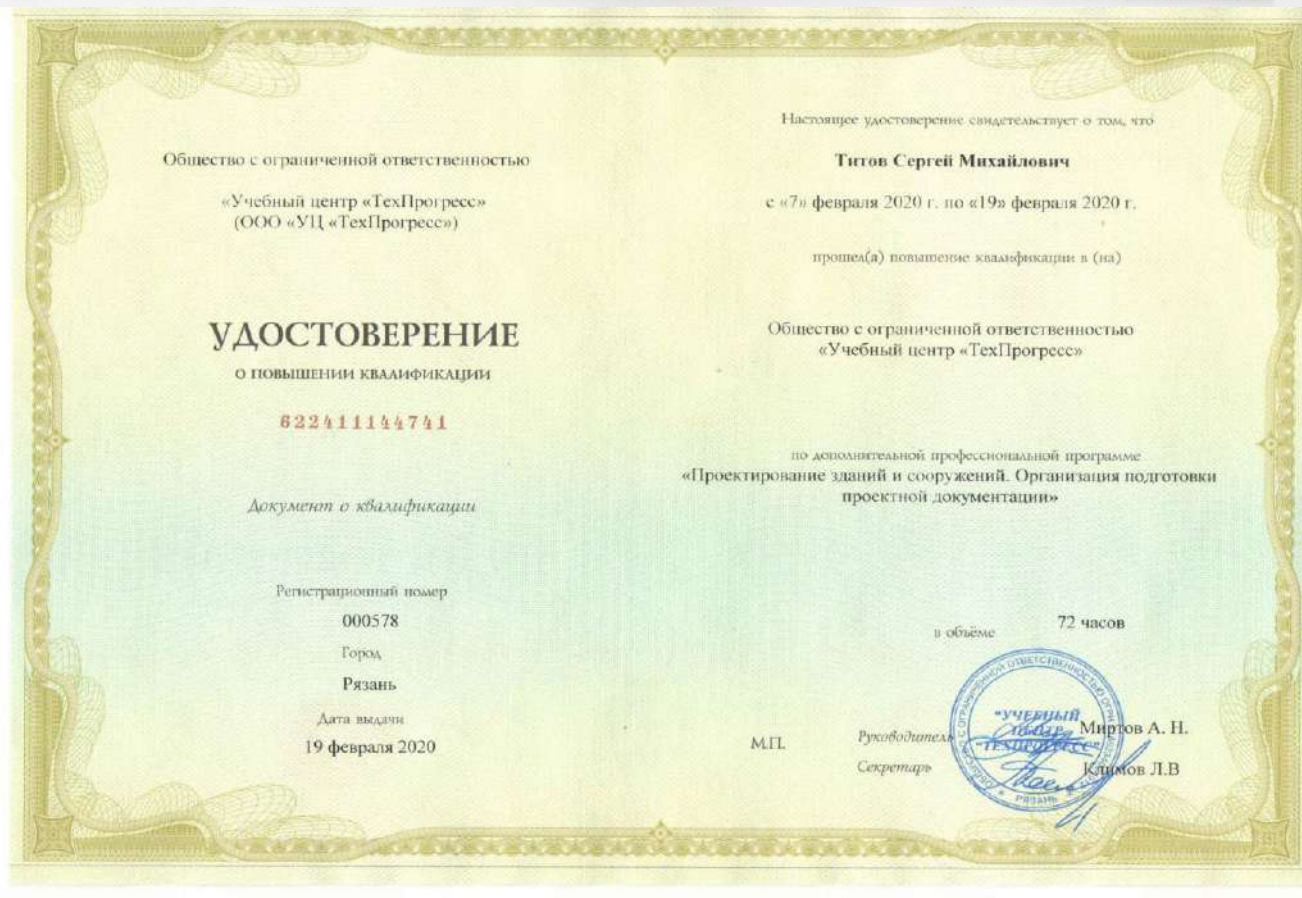 Общество с ограниченной ответственностью
«Учебный центр «ТехПрогресс»
(ООО «УЦ «ТехПрогресс»)
УДОСТОВЕРЕНИЕ
О ПОВЫШЕНИИ КВАЛИФИКАЦИИ
622411144741
Документ о квалификации
Регистрационный номер
000578
Город
Рязань
Дата выдачи
19 февраля 2020
Настоящее удостоверение свидетельствует о том, что
Титов Сергей Михайлович
с «7» февраля 2020 г. по «19» февраля 2020 г.
прошел(а) повышение квалификации в (на)
Общество с ограниченной ответственностью
«Учебный центр «ТехПрогресс»
по дополнительной профессиональной программе
«Проектирование зданий и сооружений. Организация подготовки
проектной документации»
в объёме 72 часов
М.П.
Руководитель Миртов А. Н.
Секретарь Климов Л.В
"УЧЕБНЫЙ
ЦЕНТР
"ТЕХПРОГРЕСС"
РЯЗАНЬ